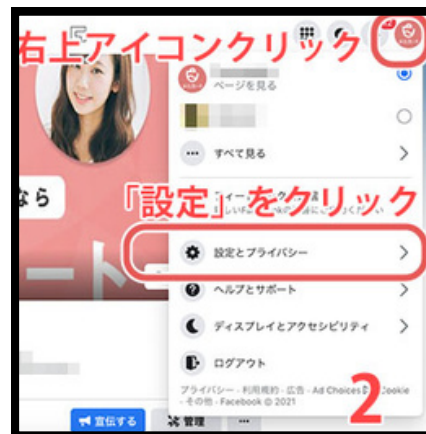 右上アイコンクリック
ページを見る
すべて見る
「設定」をクリック
なら
設定とプライバシー
ート
ヘルプとサポート
ディスプレイとアクセシビリティ
ログアウト
プライバシー · 利用規約 · 広告 · Ad Choices · Cookie
· その他 · Facebook © 2021
2
宣伝する
管理